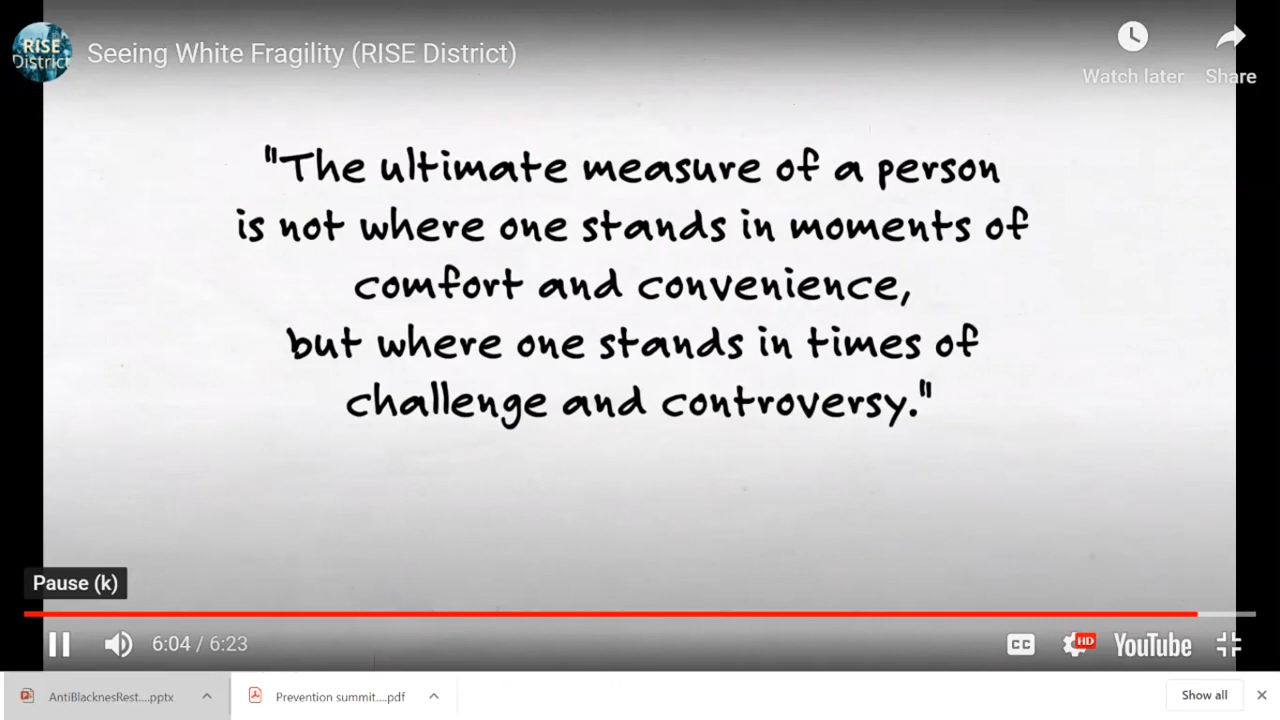 RISE
District
Seeing White Fragility (RISE District)
Watch later
Share
"The ultimate measure of a person
is not where one stands in moments of
comfort and convenience,
but where one stands in times of
challenge and controversy."
Pause (k)
6:04 / 6:23
CC
HD
YouTube
AntiBlacknesRest....pptx
Prevention summit....pdf
Show all